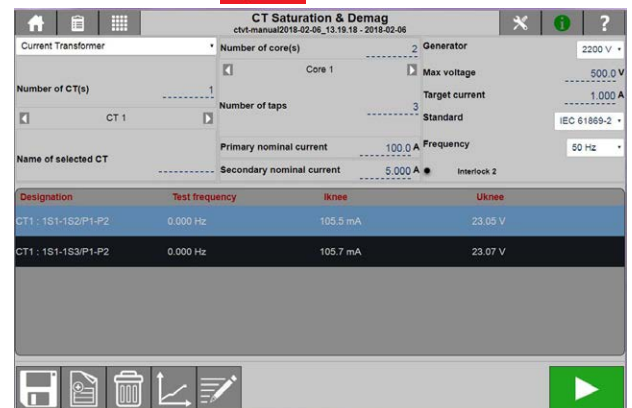 CT Saturation & Demag
ctvt-manual2018-02-06_13.19.18 - 2018-02-06
?
Current Transformer
Number of core(s) 2
Generator 2200 V
Core 1
Max voltage 500.0 V
Number of CT(s) 1
Target current 1.000 A
Number of taps 3
CT 1
Standard IEC 61869-2
Primary nominal current 100.0 A
Frequency 50 Hz
Name of selected CT
Secondary nominal current 5.000 A
Interlock 2
Designation Test frequency Iknee Uknee
CT1 : 1S1-1S2/P1-P2 0.000 Hz 105.5 mA 23.05 V
CT1 : 1S1-1S3/P1-P2 0.000 Hz 105.7 mA 23.07 V